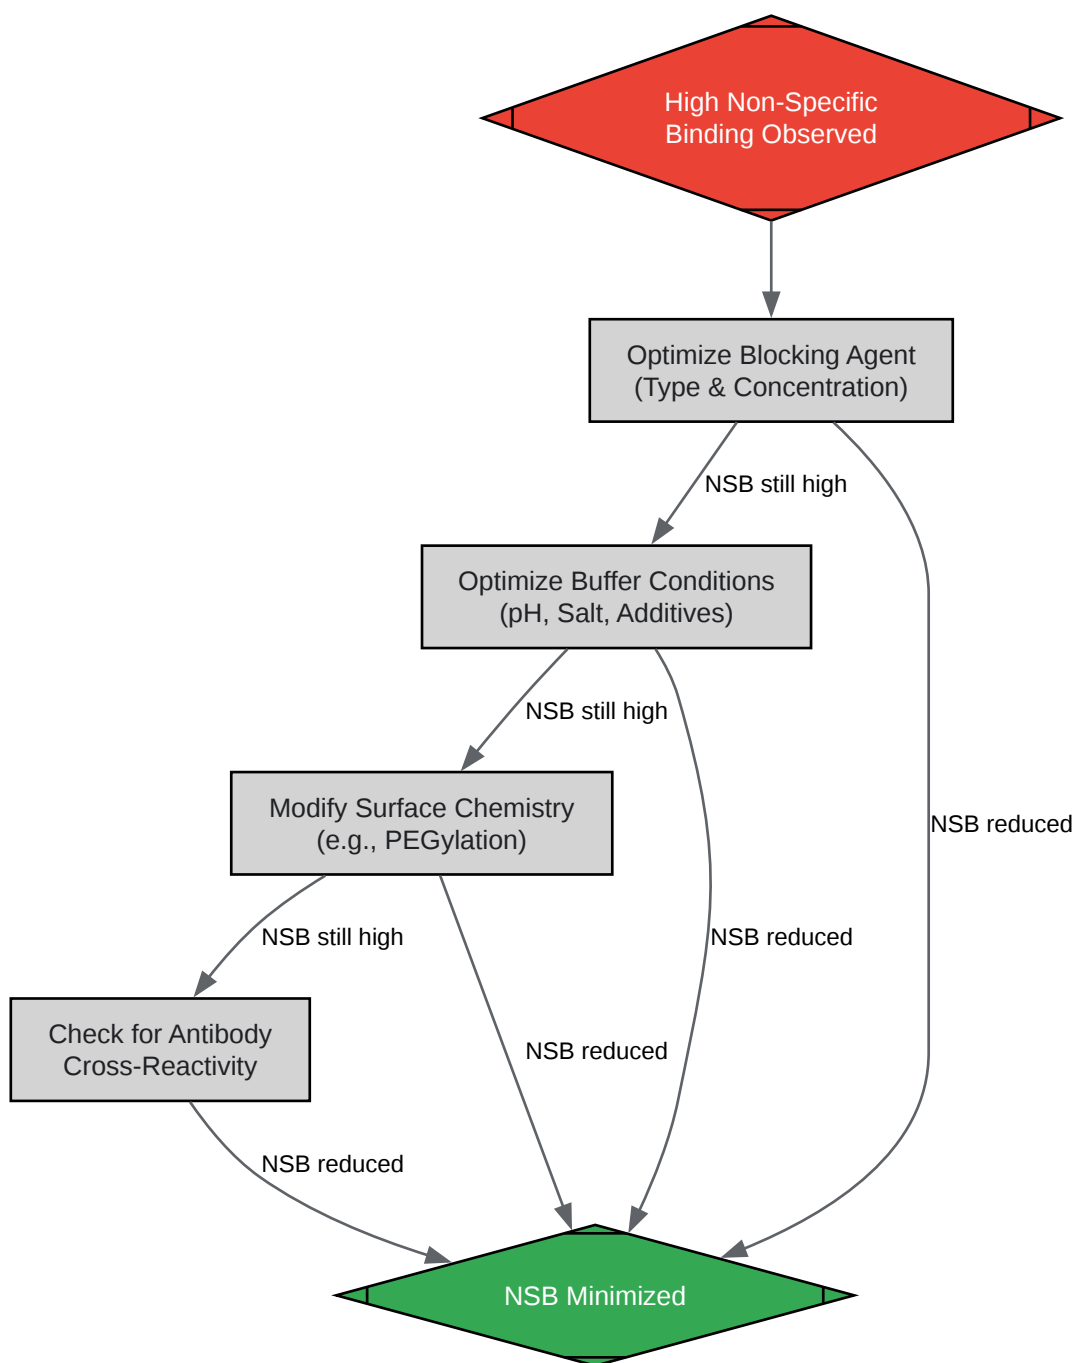 High Non-Specific
Binding Observed
Optimize Blocking Agent
(Type & Concentration)
NSB still high
Optimize Buffer Conditions
(pH, Salt, Additives)
NSB still high
Modify Surface Chemistry
(e.g., PEGylation)
NSB reduced
NSB still high
NSB reduced
Check for Antibody
Cross-Reactivity
NSB reduced
NSB reduced
NSB Minimized